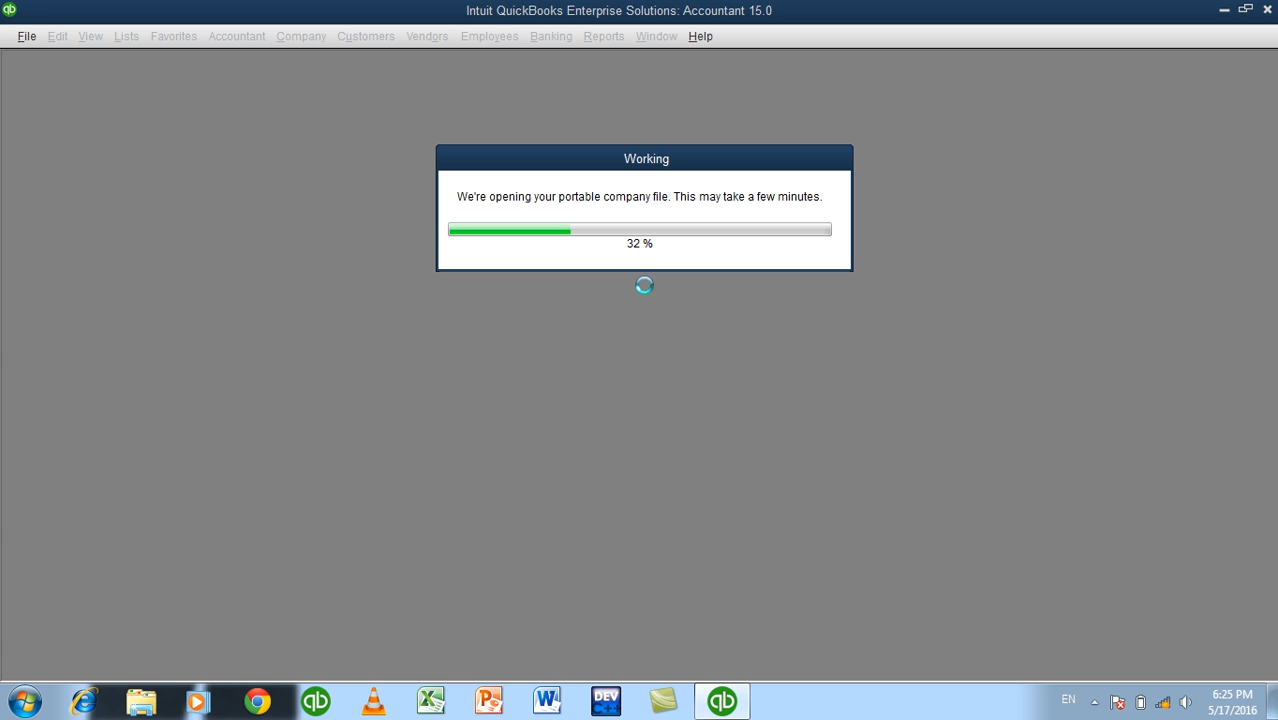 Intuit QuickBooks Enterprise Solutions: Accountant 15.0
File Edit View Lists Favorites Accountant Company Customers Vendors Employees Banking Reports Window Help
Working
We're opening your portable company file. This may take a few minutes.
32 %
qb qb
DEV
C++
EN
6:25 PM
5/17/2016